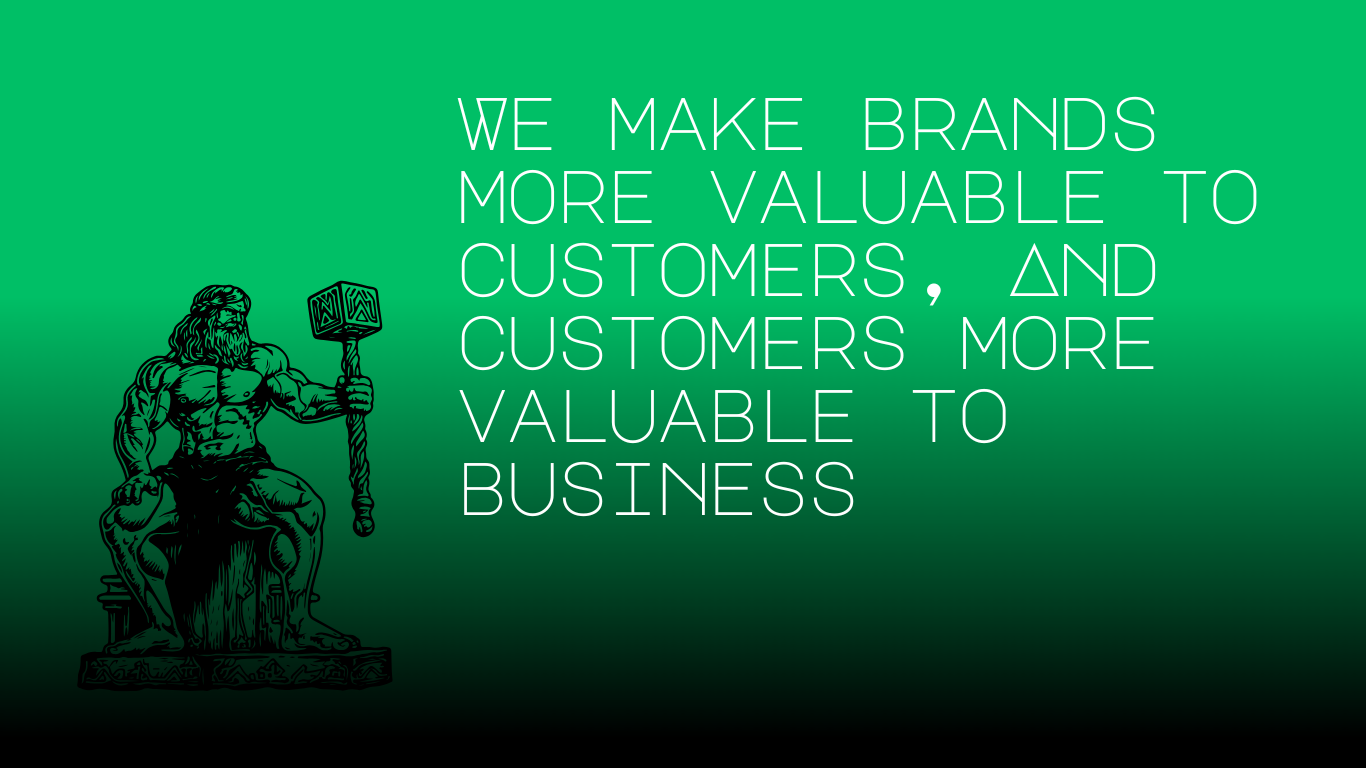 WE MAKE BRANDS
MORE VALUABLE TO
CUSTOMERS, AND
CUSTOMERS MORE
VALUABLE TO
BUSINESS